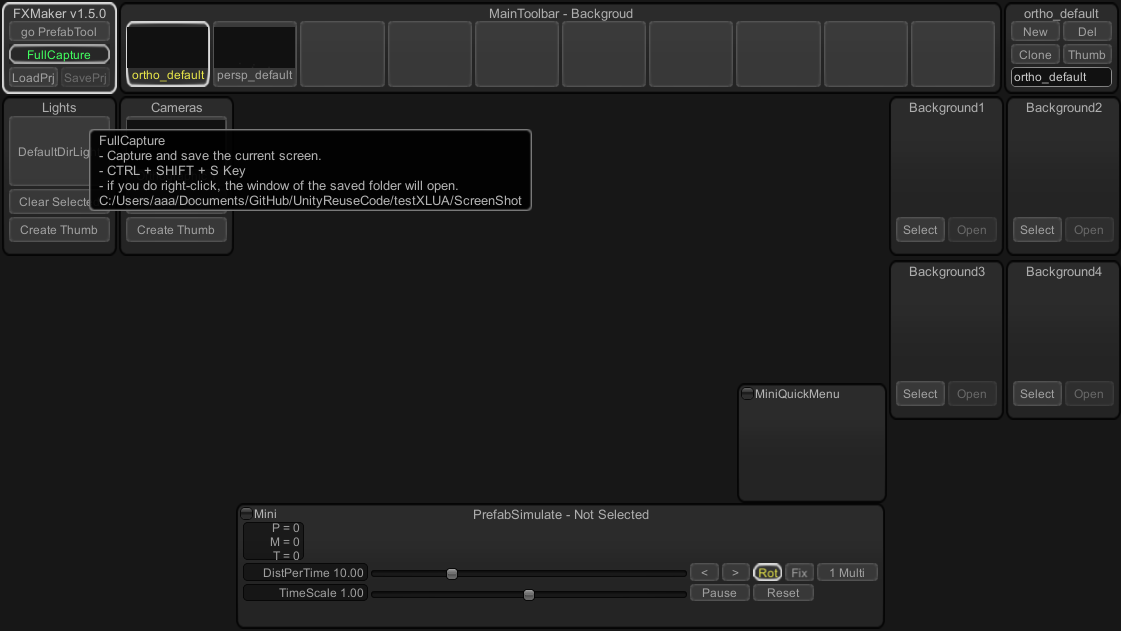 FXMaker v1.5.0
go PrefabTool
FullCapture
LoadPrj SavePrj
MainToolbar - Backgroud
ortho_default
persp_default
ortho_default
New Del
Clone Thumb
ortho_default
Lights
DefaultDirLig
Clear Selecte
Create Thumb
Cameras
Create Thumb
FullCapture
- Capture and save the current screen.
- CTRL + SHIFT + S Key
- if you do right-click, the window of the saved folder will open.
C:/Users/aaa/Documents/GitHub/UnityReuseCode/testXLUA/ScreenShot
Background1
Select Open
Background2
Select Open
Background3
Select Open
Background4
Select Open
MiniQuickMenu
Mini
PrefabSimulate - Not Selected
P = 0
M = 0
T = 0
DistPerTime 10.00
< > Rot Fix 1 Multi
TimeScale 1.00
Pause Reset